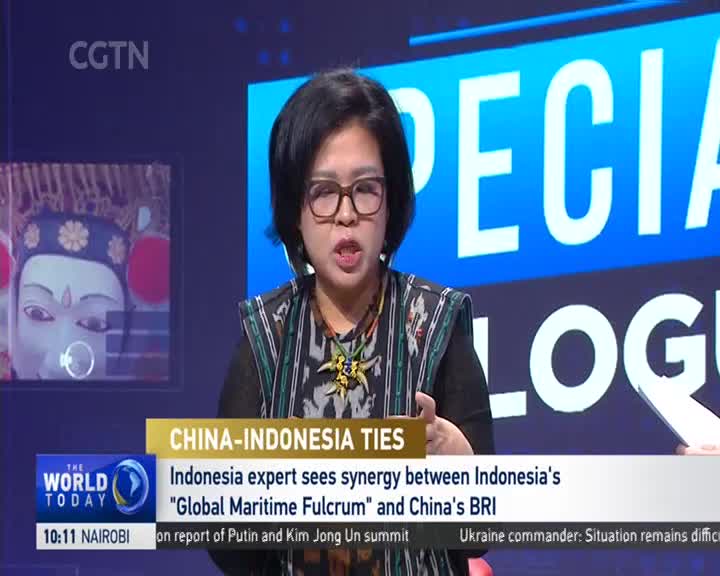 CGTN
PECIA
LOGU
CHINA-INDONESIA TIES
Indonesia expert sees synergy between Indonesia's
"Global Maritime Fulcrum" and China's BRI
THE
WORLD
TODAY
10:11 NAIROBI
on report of Putin and Kim Jong Un summit Ukraine commander: Situation remains difficu